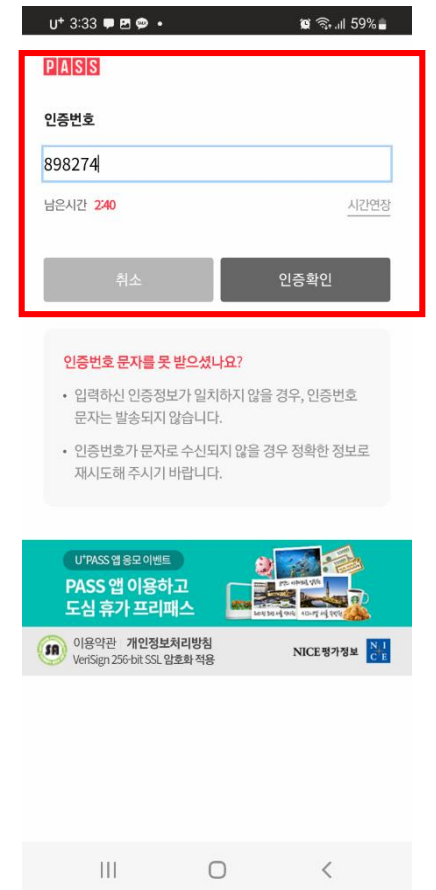 U⁺ 3:33 59%
PASS
인증번호
898274
남은시간 2:40 시간연장
취소 인증확인
인증번호 문자를 못 받으셨나요?
• 입력하신 인증정보가 일치하지 않을 경우, 인증번호
문자는 발송되지 않습니다.
• 인증번호가 문자로 수신되지 않을 경우 정확한 정보로
재시도해 주시기 바랍니다.
U⁺PASS 앱 응모 이벤트
PASS 앱 이용하고
도심 휴가 프리패스
이용약관 개인정보처리방침
VeriSign 256-bit SSL 암호화 적용
NICE평가정보 NICE